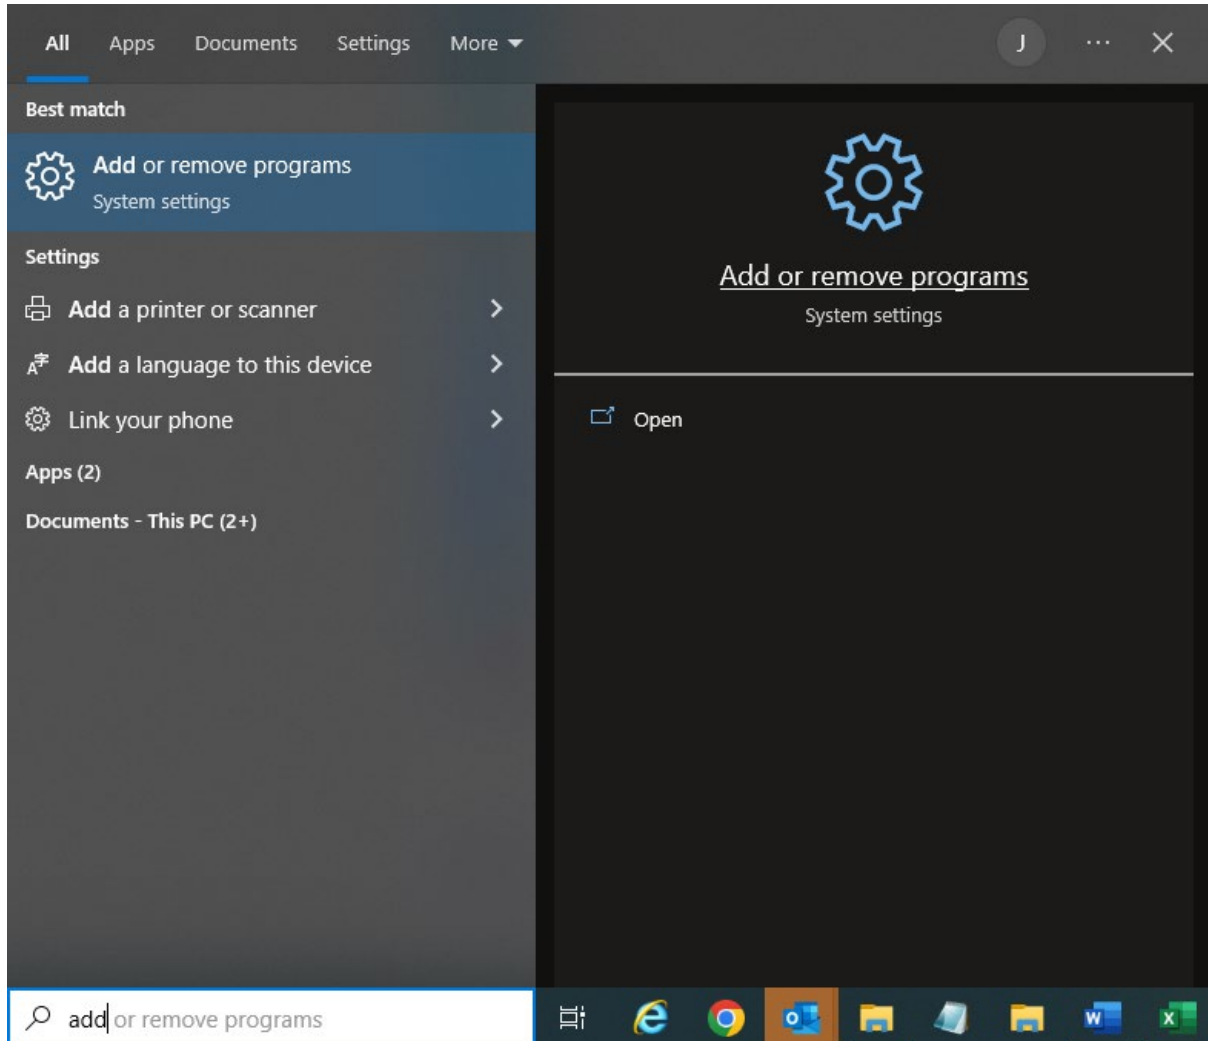 All Apps Documents Settings More J ...
Best match
Add or remove programs
System settings
Settings
Add a printer or scanner
Add a language to this device
Link your phone
Apps (2)
Documents - This PC (2+)
Add or remove programs
System settings
Open
add or remove programs